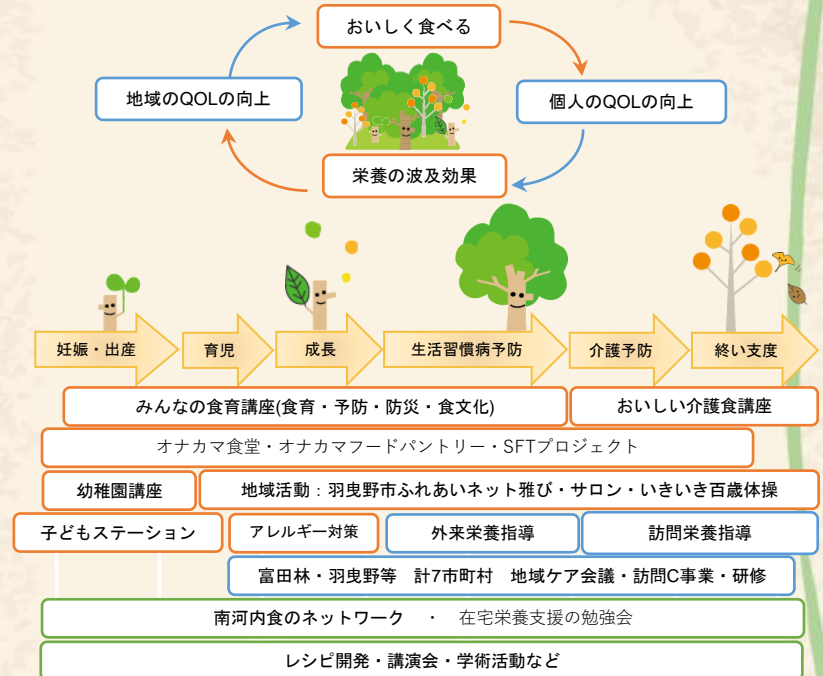 おいしく食べる
地域のQOLの向上
個人のQOLの向上
栄養の波及効果
妊娠・出産
育児
成長
生活習慣病予防
介護予防
終い支度
みんなの食育講座(食育・予防・防災・食文化)
おいしい介護食講座
オナカマ食堂・オナカマフードパントリー・SFTプロジェクト
幼稚園講座
地域活動：羽曳野市ふれあいネット雅び・サロン・いきいき百歳体操
子どもステーション
アレルギー対策
外来栄養指導
訪問栄養指導
富田林・羽曳野等　計7市町村　地域ケア会議・訪問C事業・研修
南河内食のネットワーク　・　在宅栄養支援の勉強会
レシピ開発・講演会・学術活動など